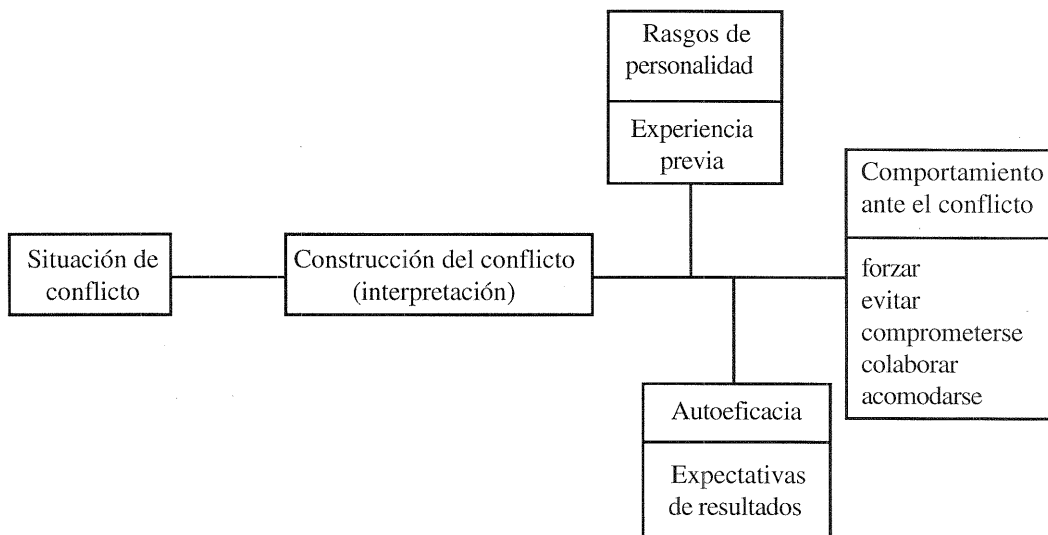 Situación de
conflicto
Construcción del conflicto
(interpretación)
Rasgos de
personalidad
Experiencia
previa
Autoeficacia
Expectativas
de resultados
Comportamiento
ante el conflicto
forzar
evitar
comprometerse
colaborar
acomodarse